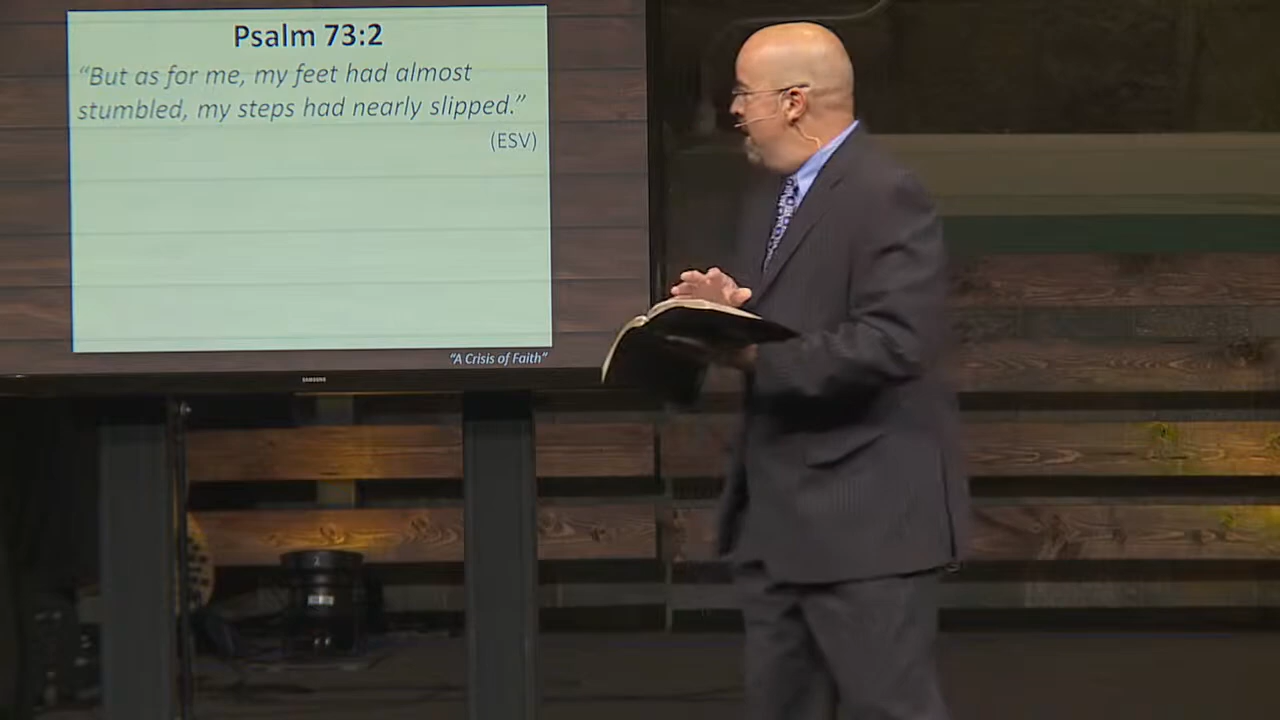 Psalm 73:2
“But as for me, my feet had almost
stumbled, my steps had nearly slipped.”
(ESV)
“A Crisis of Faith”
SAMSUNG